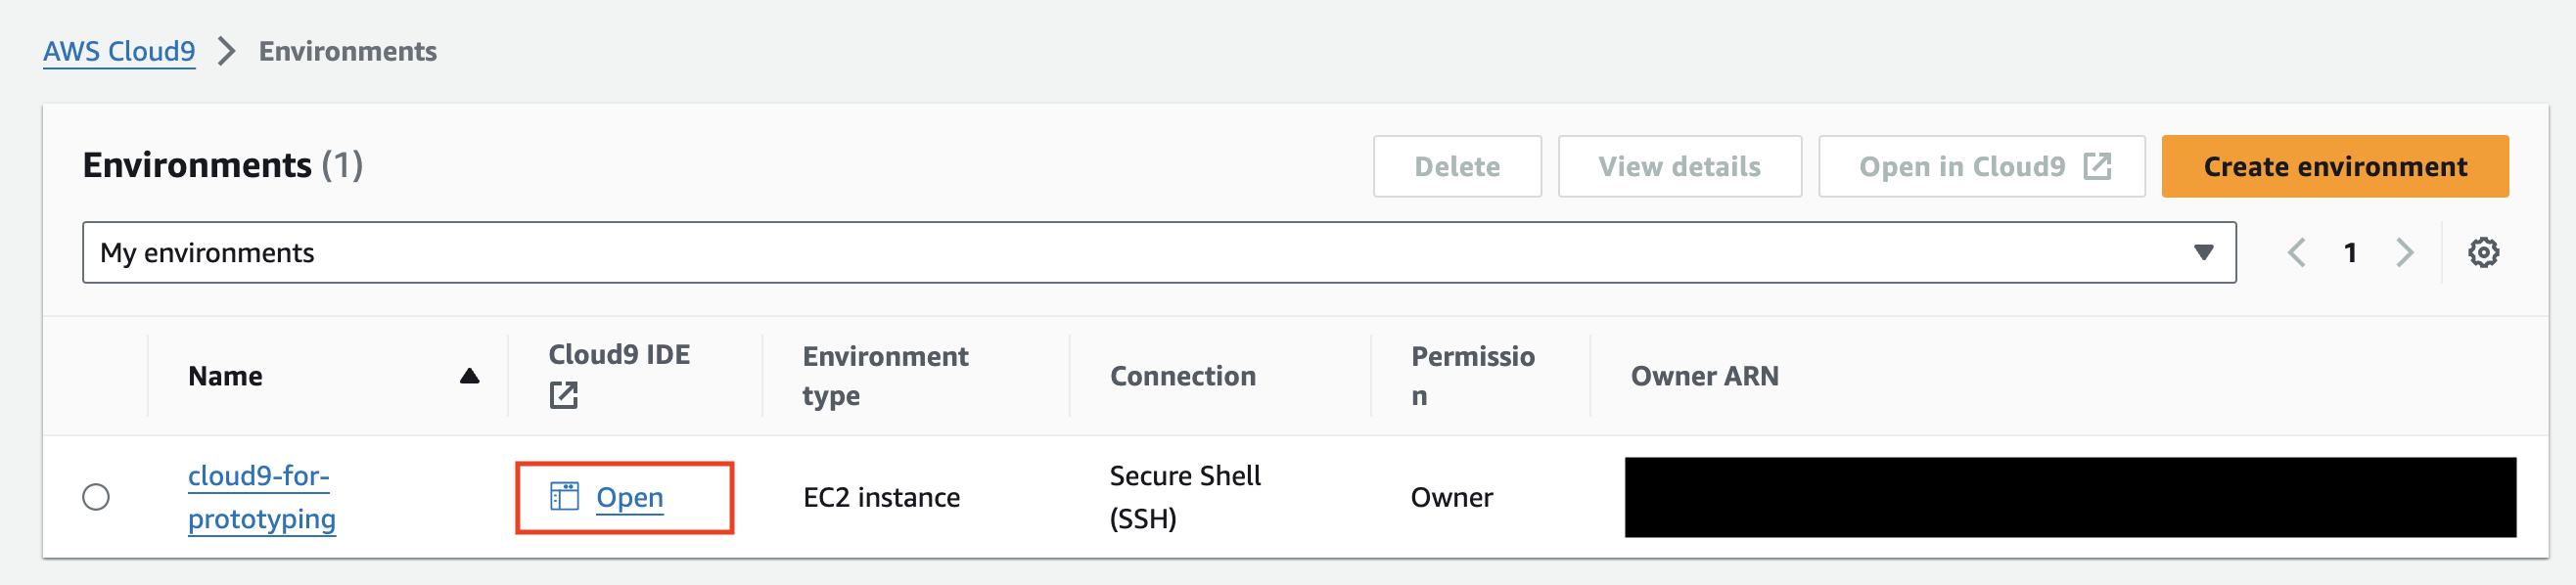 AWS Cloud9 > Environments
Environments (1)
Delete
View details
Open in Cloud9
Create environment
My environments
1
Name
Cloud9 IDE
Environment
type
Connection
Permissio
n
Owner ARN
cloud9-for-
prototyping
Open
EC2 instance
Secure Shell
(SSH)
Owner